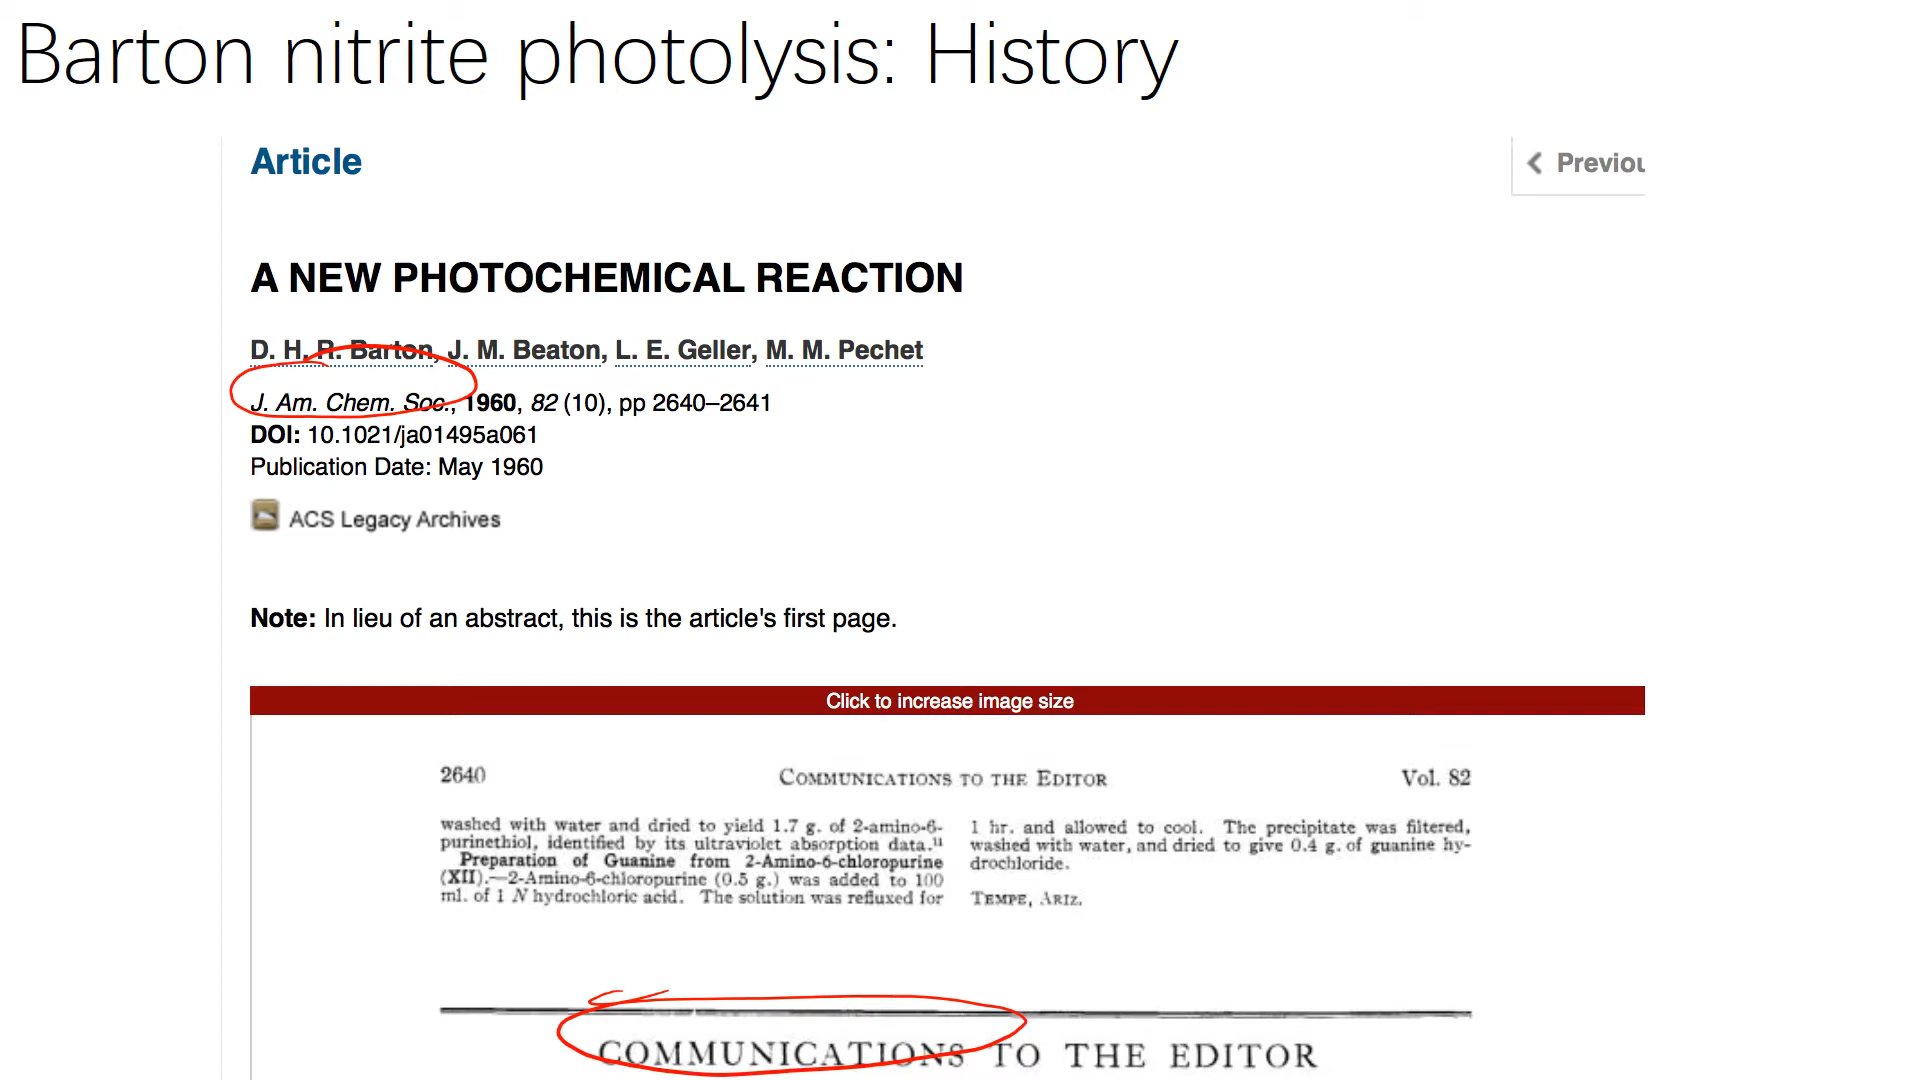 Barton nitrite photolysis: History
Article
Previou
A NEW PHOTOCHEMICAL REACTION
D. H. R. Barton, J. M. Beaton, L. E. Geller, M. M. Pechet
J. Am. Chem. Soc., 1960, 82 (10), pp 2640–2641
DOI: 10.1021/ja01495a061
Publication Date: May 1960
ACS Legacy Archives
Note: In lieu of an abstract, this is the article's first page.
Click to increase image size
2640 COMMUNICATIONS TO THE EDITOR Vol. 82
washed with water and dried to yield 1.7 g. of 2-amino-6-
purinethiol, identified by its ultraviolet absorption data.11
Preparation of Guanine from 2-Amino-6-chloropurine
(XII).—2-Amino-6-chloropurine (0.5 g.) was added to 100
ml. of 1 N hydrochloric acid. The solution was refluxed for
1 hr. and allowed to cool. The precipitate was filtered,
washed with water, and dried to give 0.4 g. of guanine hy-
drochloride.
TEMPE, ARIZ.
COMMUNICATIONS TO THE EDITOR